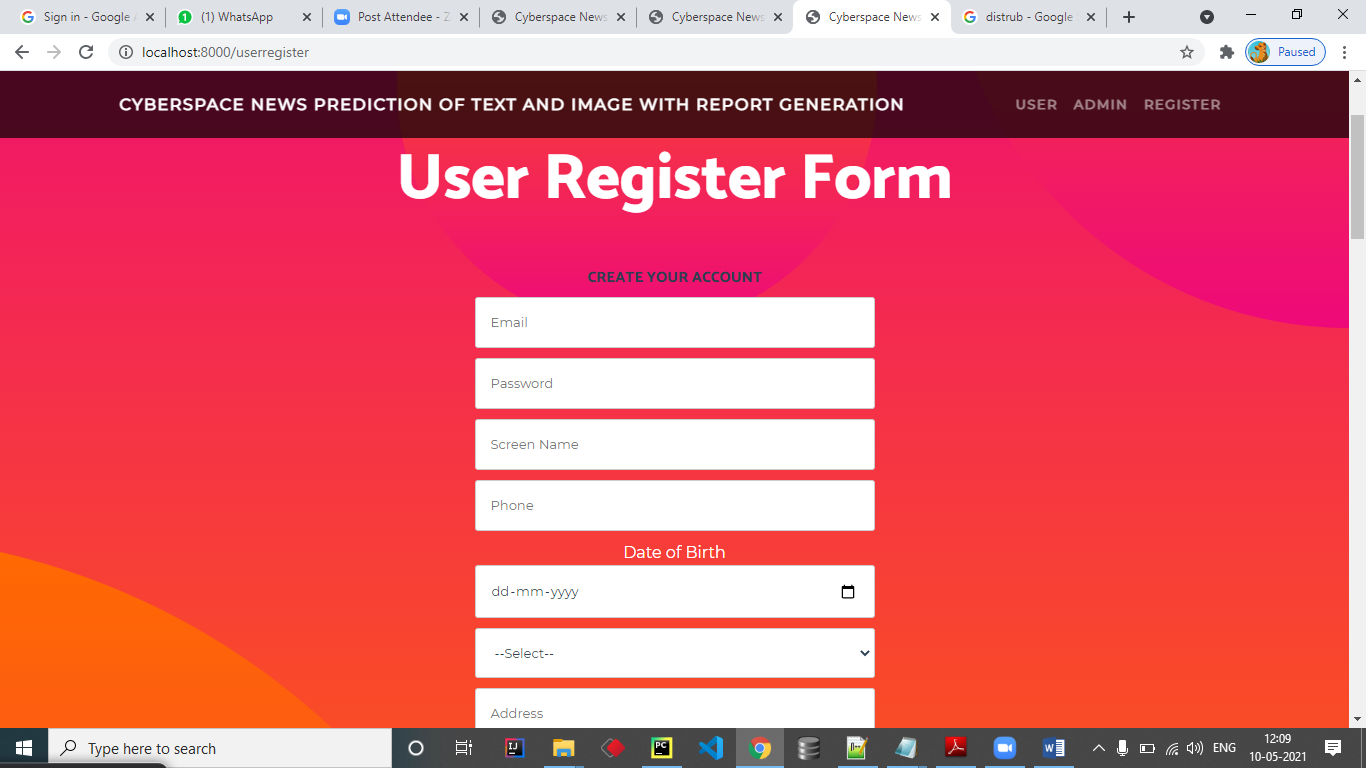 Sign in - Google A
(1) WhatsApp
Post Attendee - Z
Cyberspace News
Cyberspace News
Cyberspace News
distrub - Google
localhost:8000/userregister
Paused
CYBERSPACE NEWS PREDICTION OF TEXT AND IMAGE WITH REPORT GENERATION
USER ADMIN REGISTER
User Register Form
CREATE YOUR ACCOUNT
Email
Password
Screen Name
Phone
Date of Birth
dd-mm-yyyy
--Select--
Address
Type here to search
ENG
12:09
10-05-2021